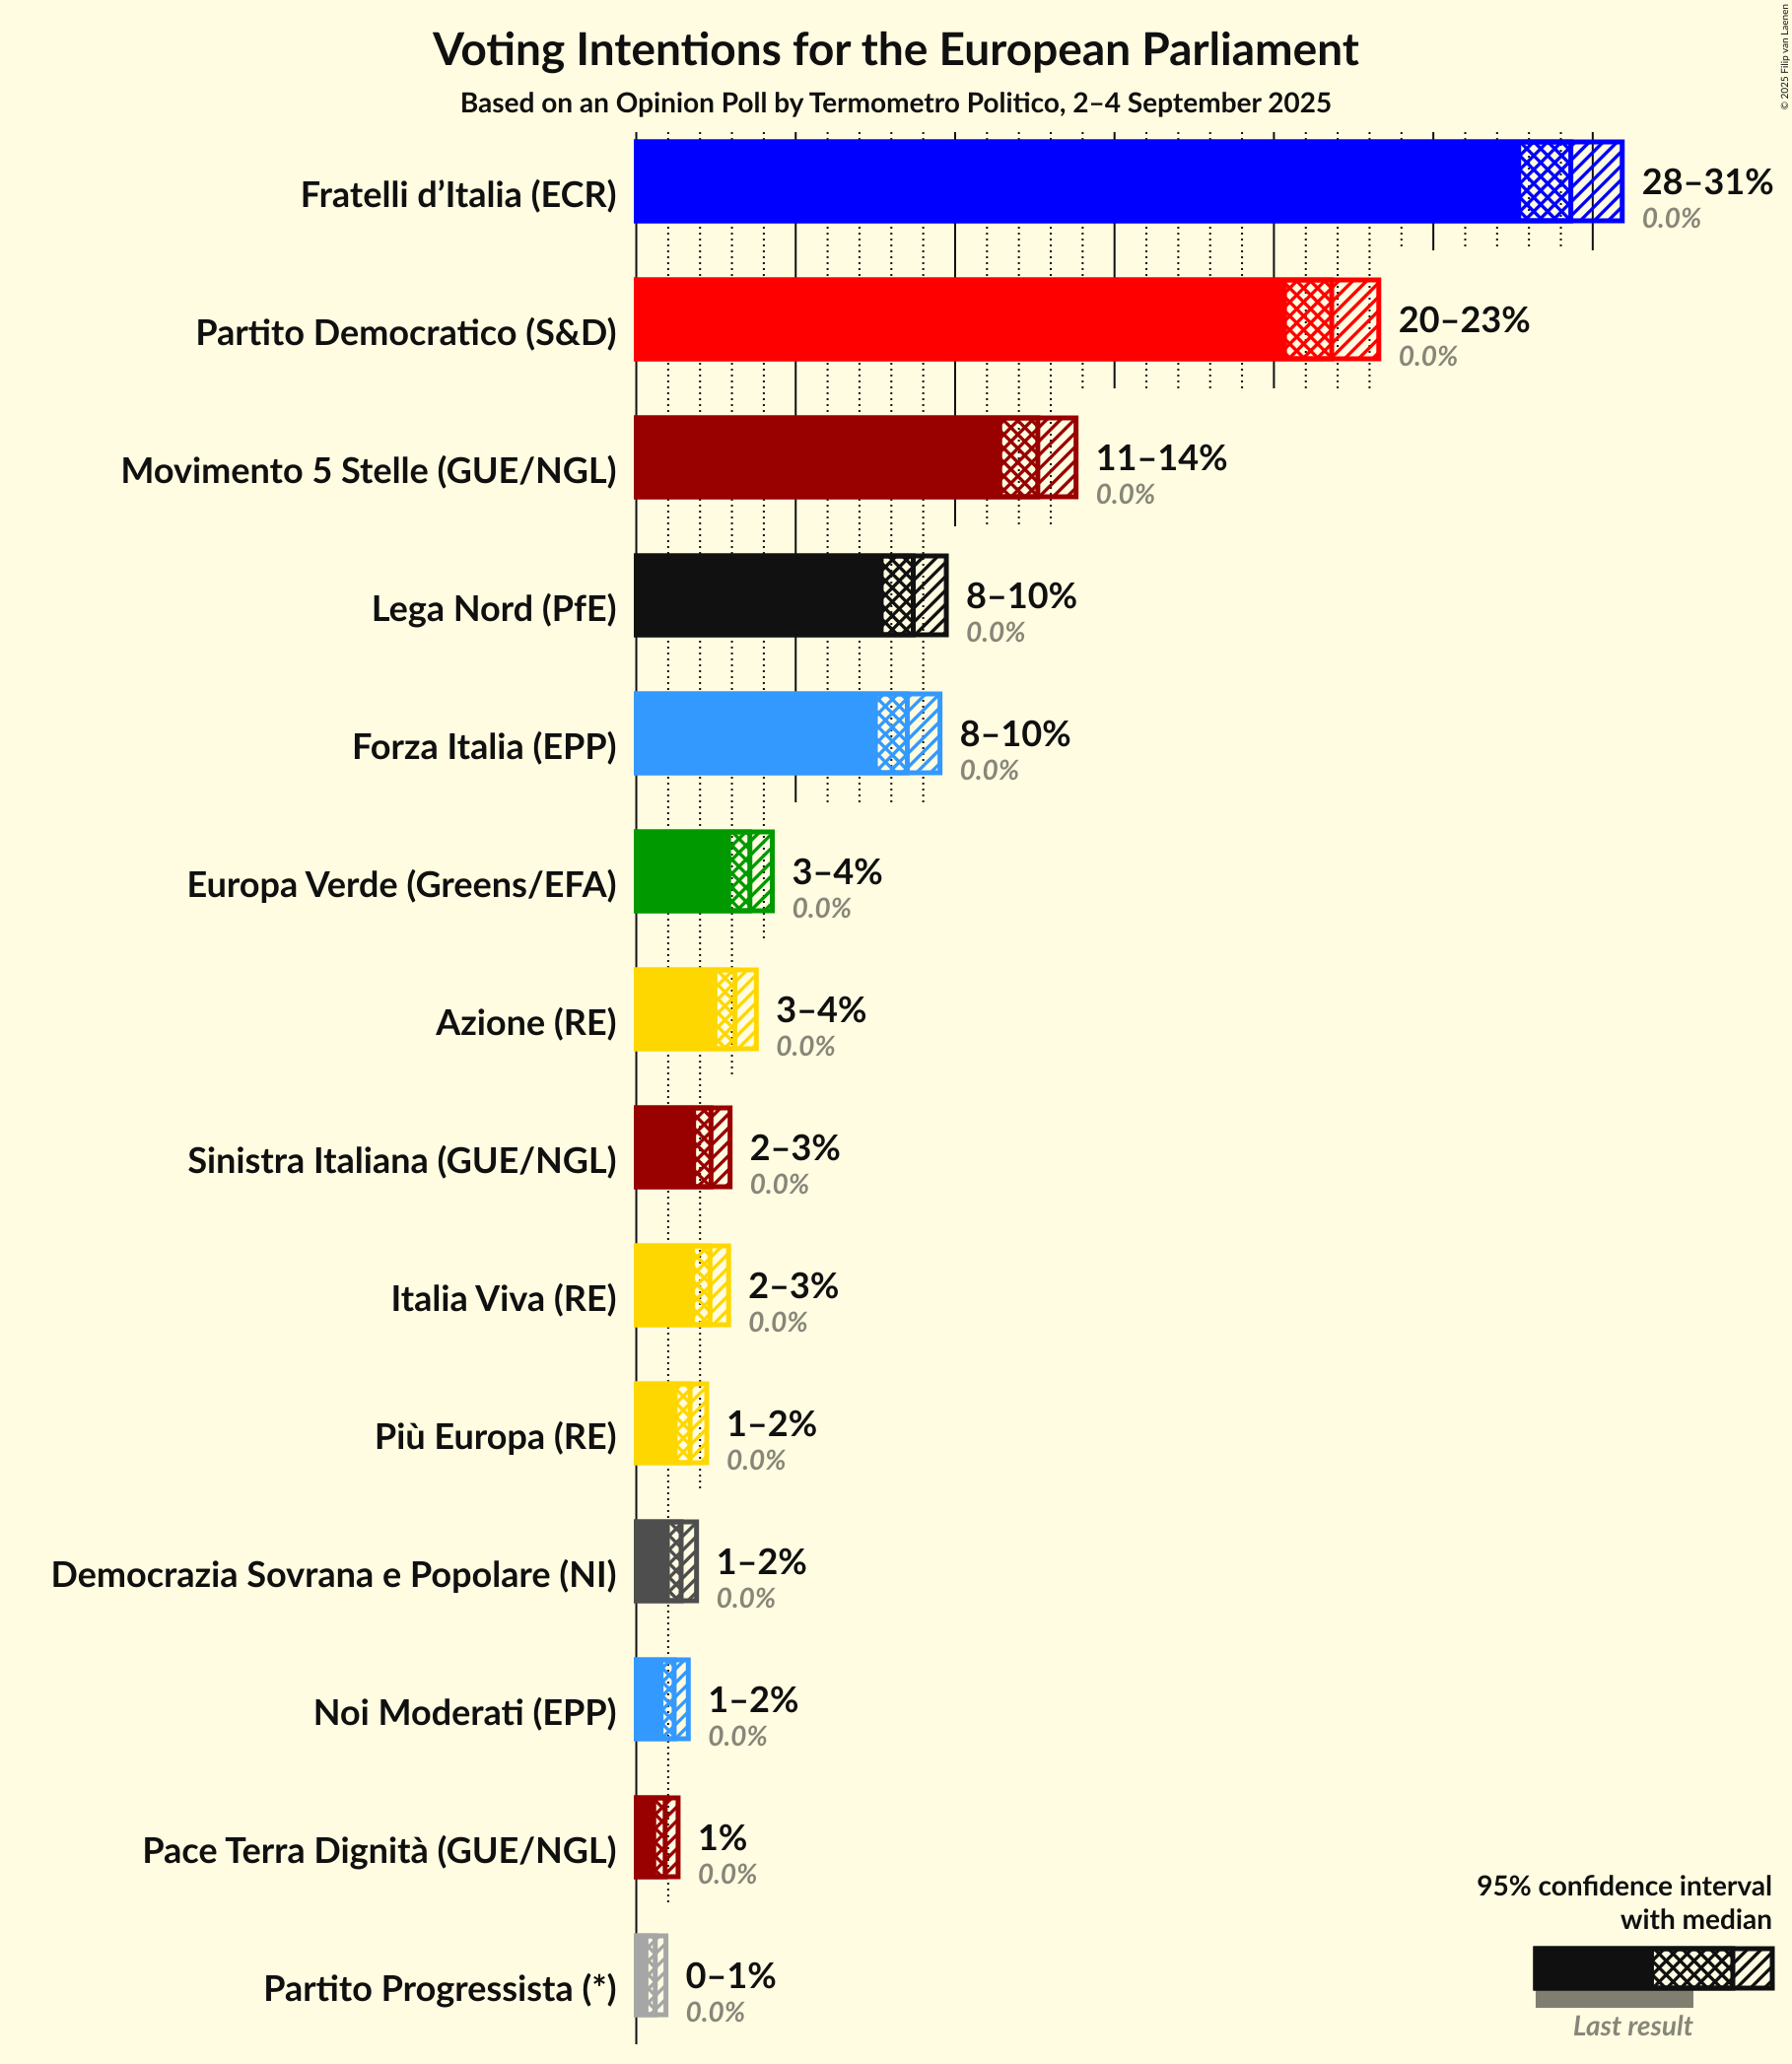 Voting Intentions for the European Parliament
Based on an Opinion Poll by Termometro Politico, 2–4 September 2025
© 2025 Filip van Laenen
Fratelli d’Italia (ECR)
28–31%
0.0%
Partito Democratico (S&D)
20–23%
0.0%
Movimento 5 Stelle (GUE/NGL)
11–14%
0.0%
Lega Nord (PfE)
8–10%
0.0%
Forza Italia (EPP)
8–10%
0.0%
Europa Verde (Greens/EFA)
3–4%
0.0%
Azione (RE)
3–4%
0.0%
Sinistra Italiana (GUE/NGL)
2–3%
0.0%
Italia Viva (RE)
2–3%
0.0%
Più Europa (RE)
1–2%
0.0%
Democrazia Sovrana e Popolare (NI)
1–2%
0.0%
Noi Moderati (EPP)
1–2%
0.0%
Pace Terra Dignità (GUE/NGL)
1%
0.0%
Partito Progressista (*)
0–1%
0.0%
95% confidence interval
with median
Last result